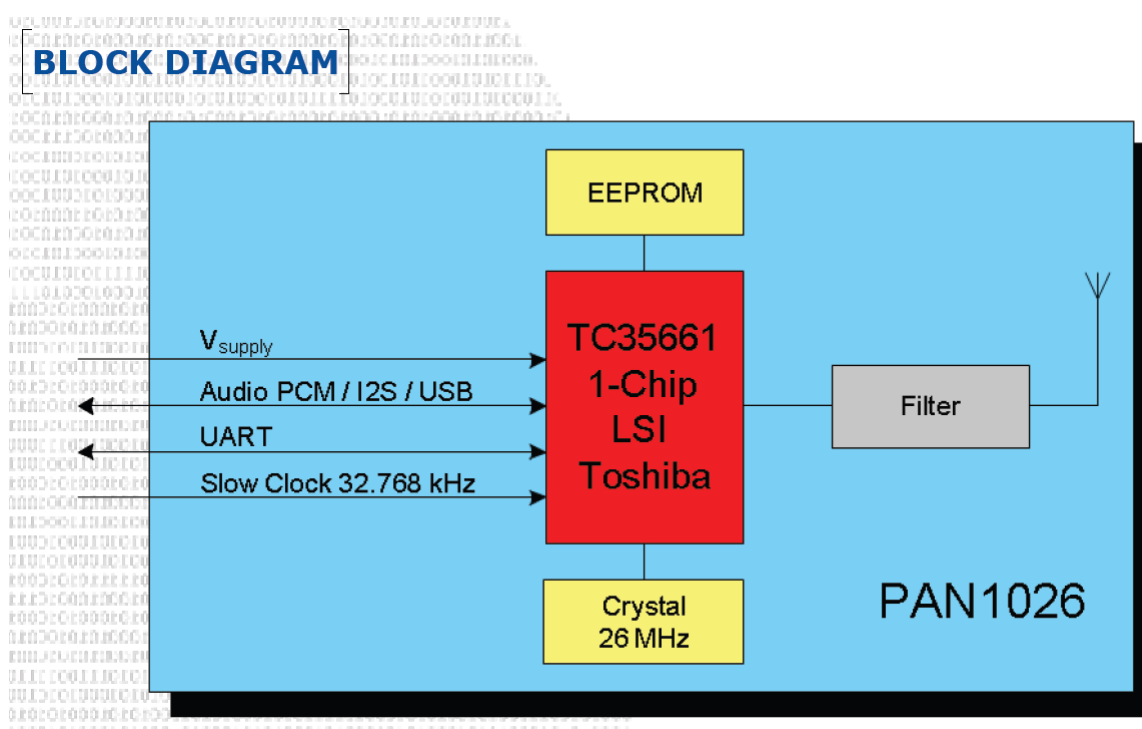 BLOCK DIAGRAM
EEPROM
V supply
Audio PCM / I2S / USB
UART
Slow Clock 32.768 kHz
TC35661
1-Chip
LSI
Toshiba
Filter
Crystal
26 MHz
PAN1026